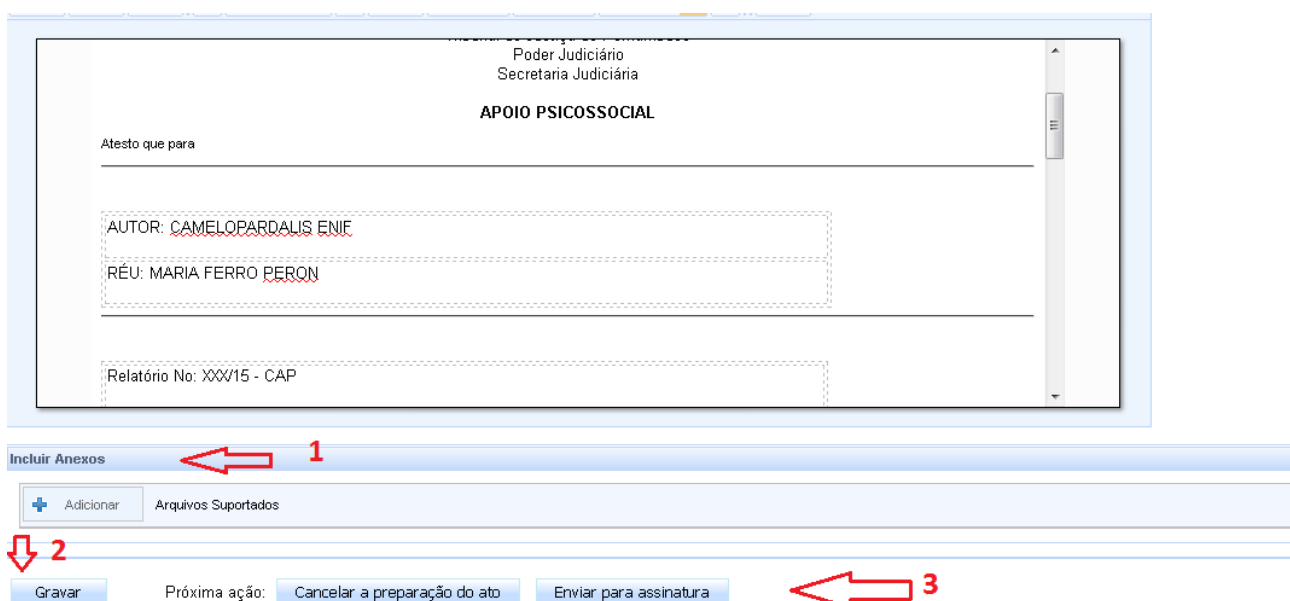 Poder Judiciário
Secretaria Judiciária
APOIO PSICOSSOCIAL
Atesto que para
AUTOR: CAMELOPARDALIS ENIF
RÉU: MARIA FERRO PERON
Relatório No: XXX/15 - CAP
Incluir Anexos
1
Adicionar Arquivos Suportados
2
Gravar Próxima ação: Cancelar a preparação do ato Enviar para assinatura
3